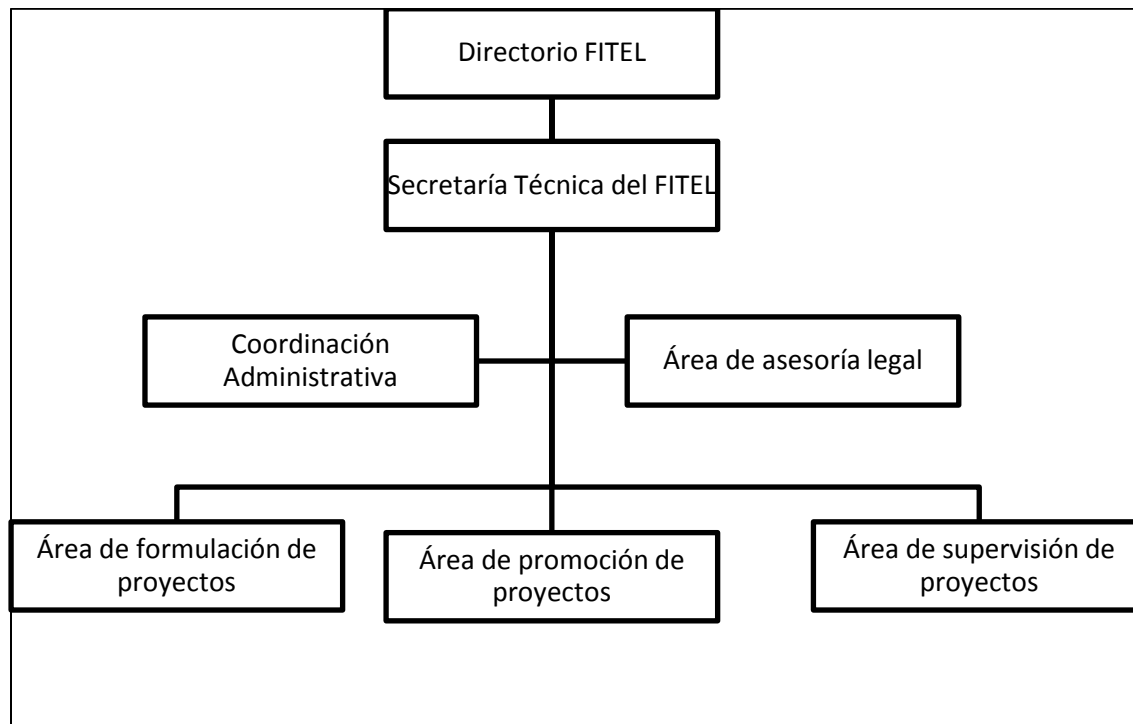 Directorio FITEL
Secretaría Técnica del FITEL
Coordinación
Administrativa
Área de asesoría legal
Área de formulación de
proyectos
Área de promoción de
proyectos
Área de supervisión de
proyectos